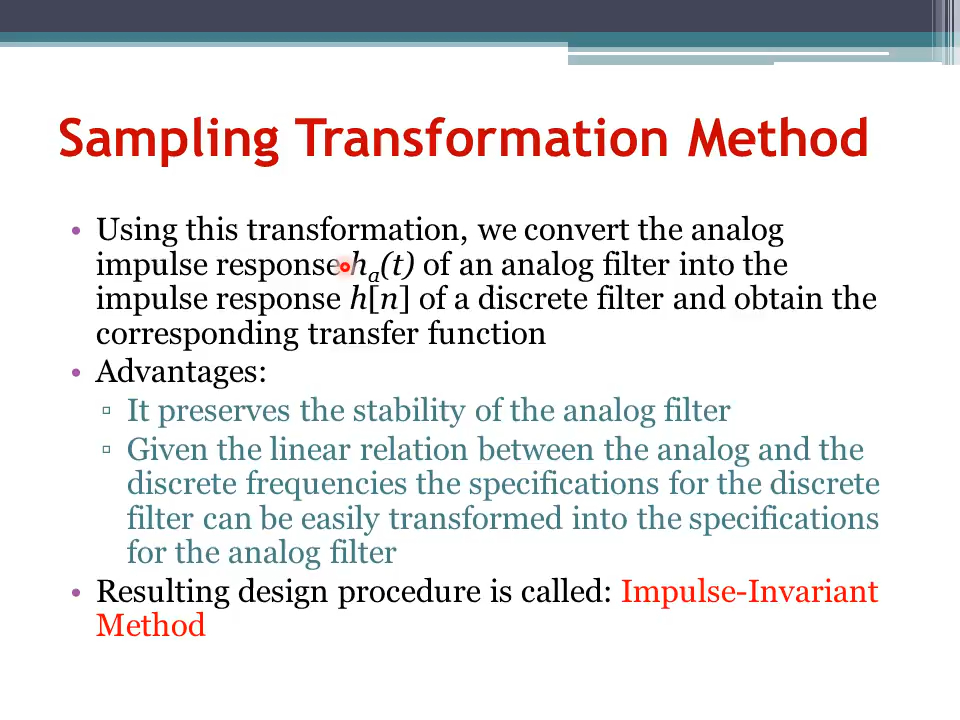 Sampling Transformation Method
• Using this transformation, we convert the analog
impulse response hₐ(t) of an analog filter into the
impulse response h[n] of a discrete filter and obtain the
corresponding transfer function
• Advantages:
▫ It preserves the stability of the analog filter
▫ Given the linear relation between the analog and the
discrete frequencies the specifications for the discrete
filter can be easily transformed into the specifications
for the analog filter
• Resulting design procedure is called: Impulse-Invariant
Method